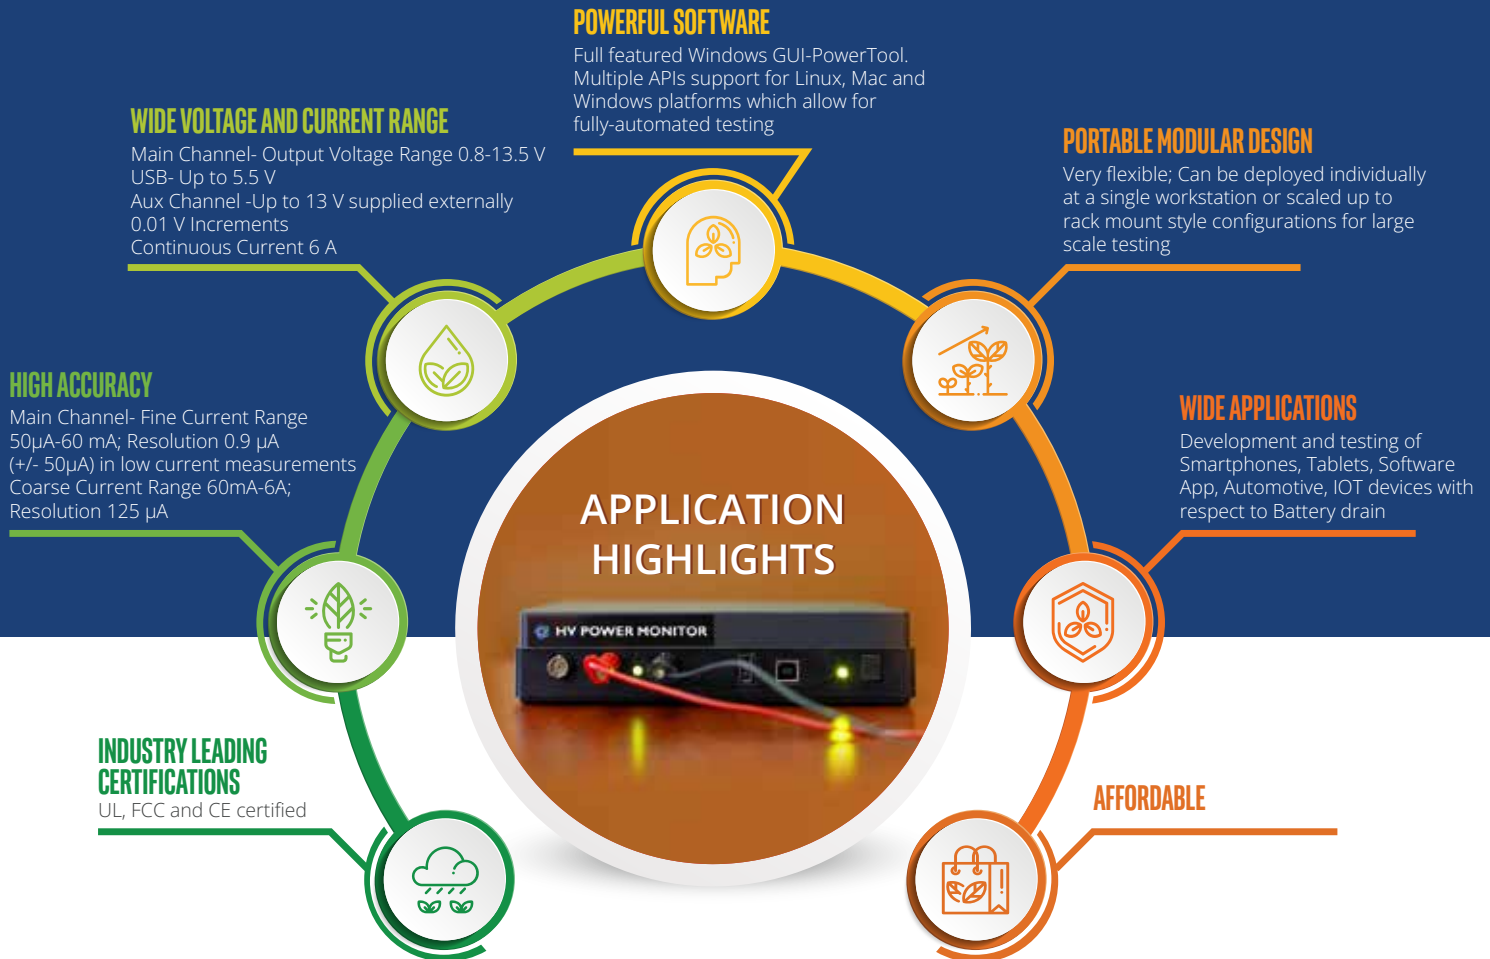 POWERFUL SOFTWARE
Full featured Windows GUI-PowerTool.
Multiple APIs support for Linux, Mac and
Windows platforms which allow for
fully-automated testing
WIDE VOLTAGE AND CURRENT RANGE
Main Channel- Output Voltage Range 0.8-13.5 V
USB- Up to 5.5 V
Aux Channel -Up to 13 V supplied externally
0.01 V Increments
Continuous Current 6 A
PORTABLE MODULAR DESIGN
Very flexible; Can be deployed individually
at a single workstation or scaled up to
rack mount style configurations for large
scale testing
HIGH ACCURACY
Main Channel- Fine Current Range
50µA-60 mA; Resolution 0.9 µA
(+/- 50µA) in low current measurements
Coarse Current Range 60mA-6A;
Resolution 125 µA
WIDE APPLICATIONS
Development and testing of
Smartphones, Tablets, Software
App, Automotive, IOT devices with
respect to Battery drain
APPLICATION
HIGHLIGHTS
HV POWER MONITOR
INDUSTRY LEADING
CERTIFICATIONS
UL, FCC and CE certified
AFFORDABLE